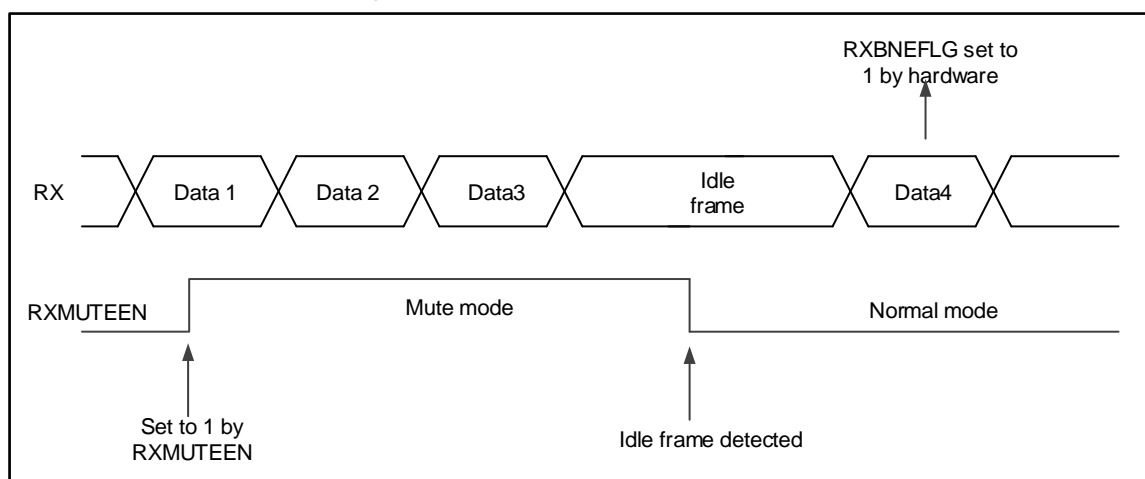 RXBNEFLG set to
1 by hardware
RX
Data 1
Data 2
Data3
Idle
frame
Data4
RXMUTEEN
Mute mode
Normal mode
Set to 1 by
RXMUTEEN
Idle frame detected